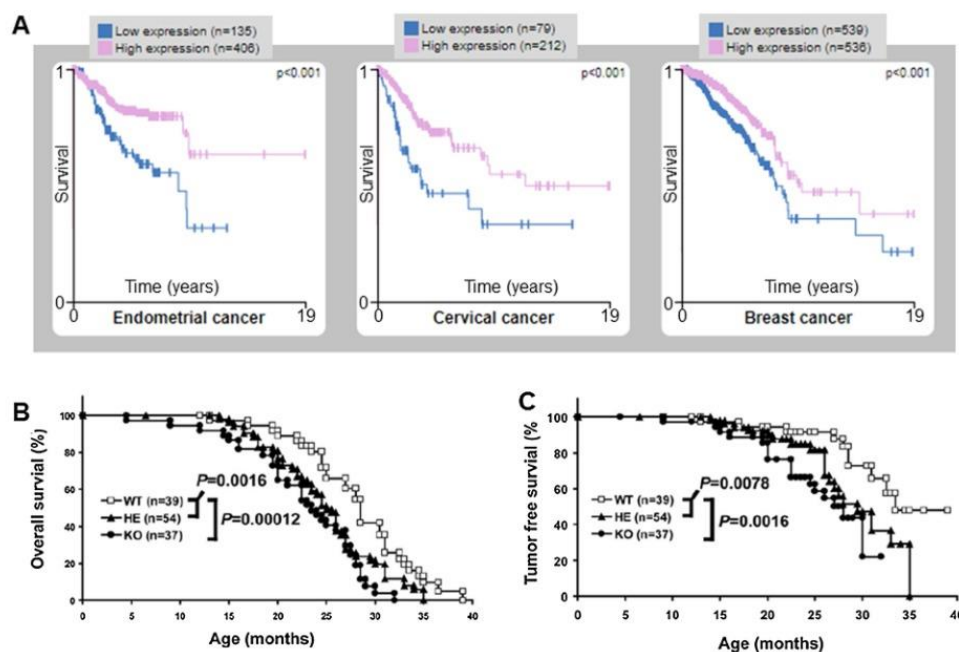 A
Low expression (n=135)
High expression (n=406)
Low expression (n=79)
High expression (n=212)
Low expression (n=539)
High expression (n=536)
1
p<0.001
Survival
Time (years)
0
0
19
Endometrial cancer
1
p<0.001
Survival
Time (years)
0
0
19
Cervical cancer
1
p<0.001
Survival
Time (years)
0
0
19
Breast cancer
B
Overall survial (%)
100
80
60
40
20
0
P=0.0016
WT (n=39)
HE (n=54)
P=0.00012
KO (n=37)
0 5 10 15 20 25 30 35 40
Age (months)
C
Tumor free survial (%
100
80
60
40
20
0
P=0.0078
WT (n=39)
HE (n=54)
P=0.0016
KO (n=37)
0 5 10 15 20 25 30 35 40
Age (months)